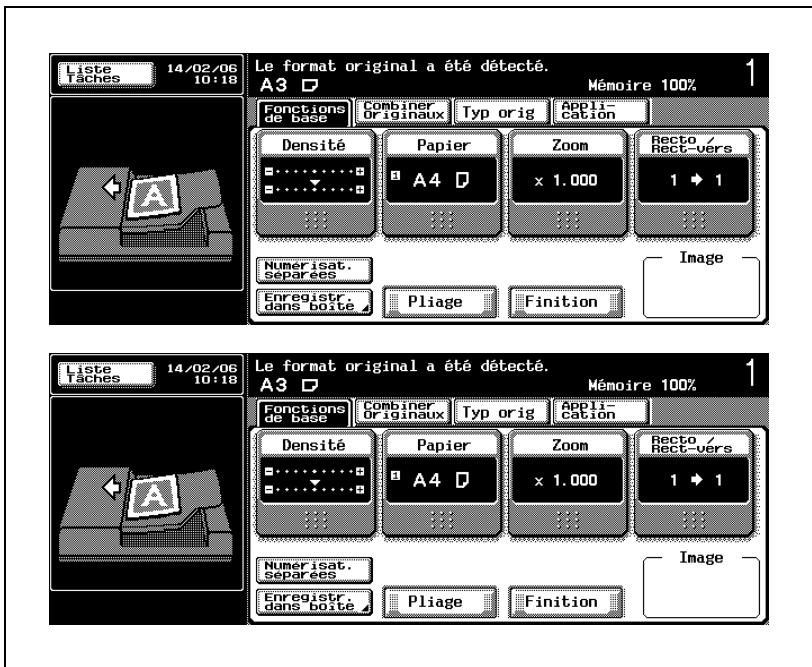 Liste
Tâches
14/02/06
10:18
Le format original a été détecté.
A3
Mémoire 100%
1
Fonctions
de base
Combiner
Originaux
Typ orig
Appli-
cation
Densité
Papier
Zoom
Recto /
Rect-vers
1 A4
× 1.000
1 ➔ 1
A
Numérisat.
séparées
Image
Enregistr.
dans boîte
Pliage
Finition
Liste
Tâches
14/02/06
10:18
Le format original a été détecté.
A3
Mémoire 100%
1
Fonctions
de base
Combiner
Originaux
Typ orig
Appli-
cation
Densité
Papier
Zoom
Recto /
Rect-vers
1 A4
× 1.000
1 ➔ 1
A
Numérisat.
séparées
Image
Enregistr.
dans boîte
Pliage
Finition